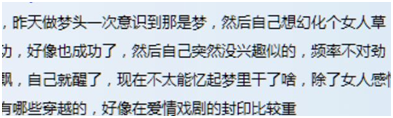 ，昨天做梦头一次意识到那是梦，然后自己想幻化个女人草
功，好像也成功了，然后自己突然没兴趣似的，频率不对劲
飘，自己就醒了，现在不太能忆起梦里干了啥，除了女人感情
有哪些穿越的，好像在爱情戏剧的封印比较重